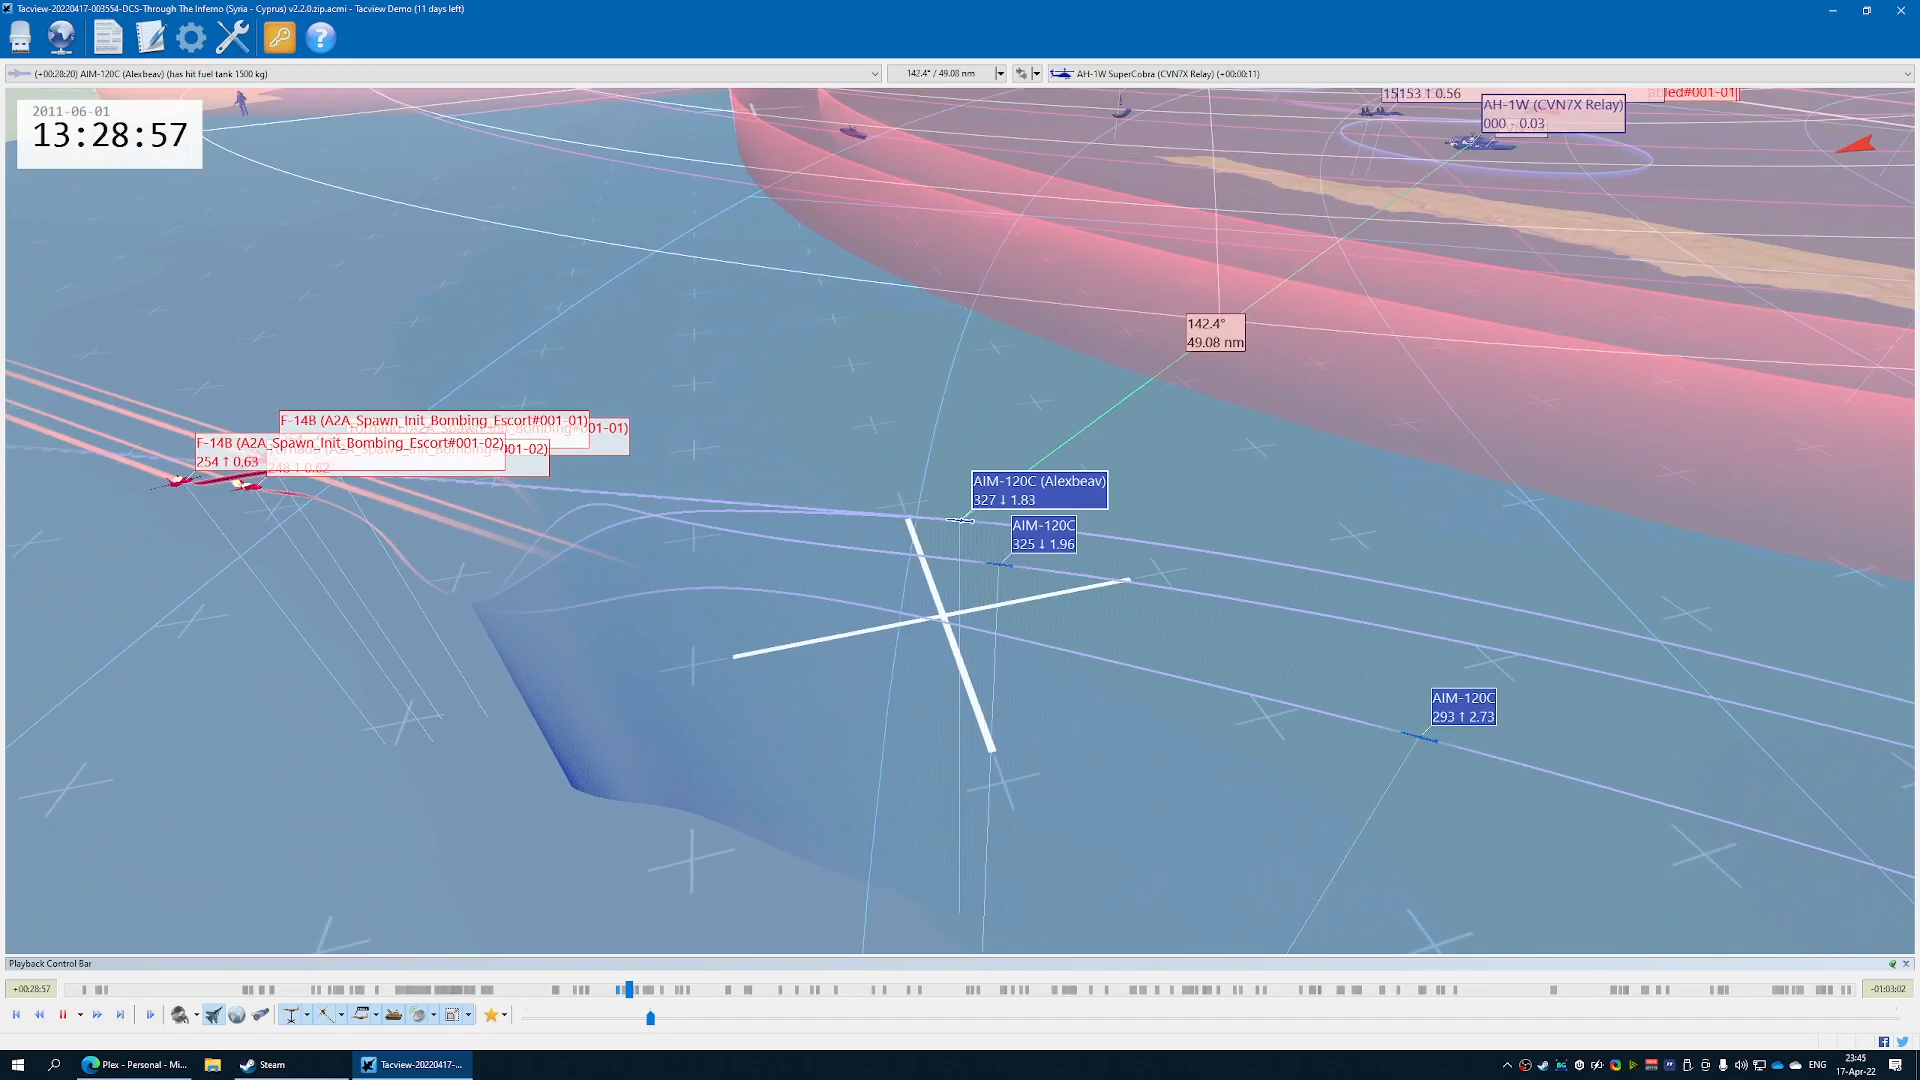 Tacview-20220417-003554-DCS-Through The Inferno (Syria - Cyprus) v2.2.0.zip.acmi - Tacview Demo (11 days left)
(+00:28:20) AIM-120C (Alexbeav) (has hit fuel tank 1500 kg)
142.4° / 49.08 nm
AH-1W SuperCobra (CVN7X Relay) (+00:00:11)
2011-06-01
13:28:57
15153 ↑ 0.56
led#001-01
AH-1W (CVN7X Relay)
000 - 0.03
142.4°
49.08 nm
F-14B (A2A_Spawn_Init_Bombing_Escort#001-01)
01-01)
F-14B (A2A_Spawn_Init_Bombing_Escort#001-02)
001-02)
254 ↑ 0.63
248 ↑ 0.62
AIM-120C (Alexbeav)
327 ↓ 1.83
AIM-120C
325 ↓ 1.96
AIM-120C
293 ↑ 2.73
Playback Control Bar
+00:28:57
-01:03:02
Plex - Personal - Mi...
Steam
Tacview-20220417-...
ENG
23:45
17-Apr-22